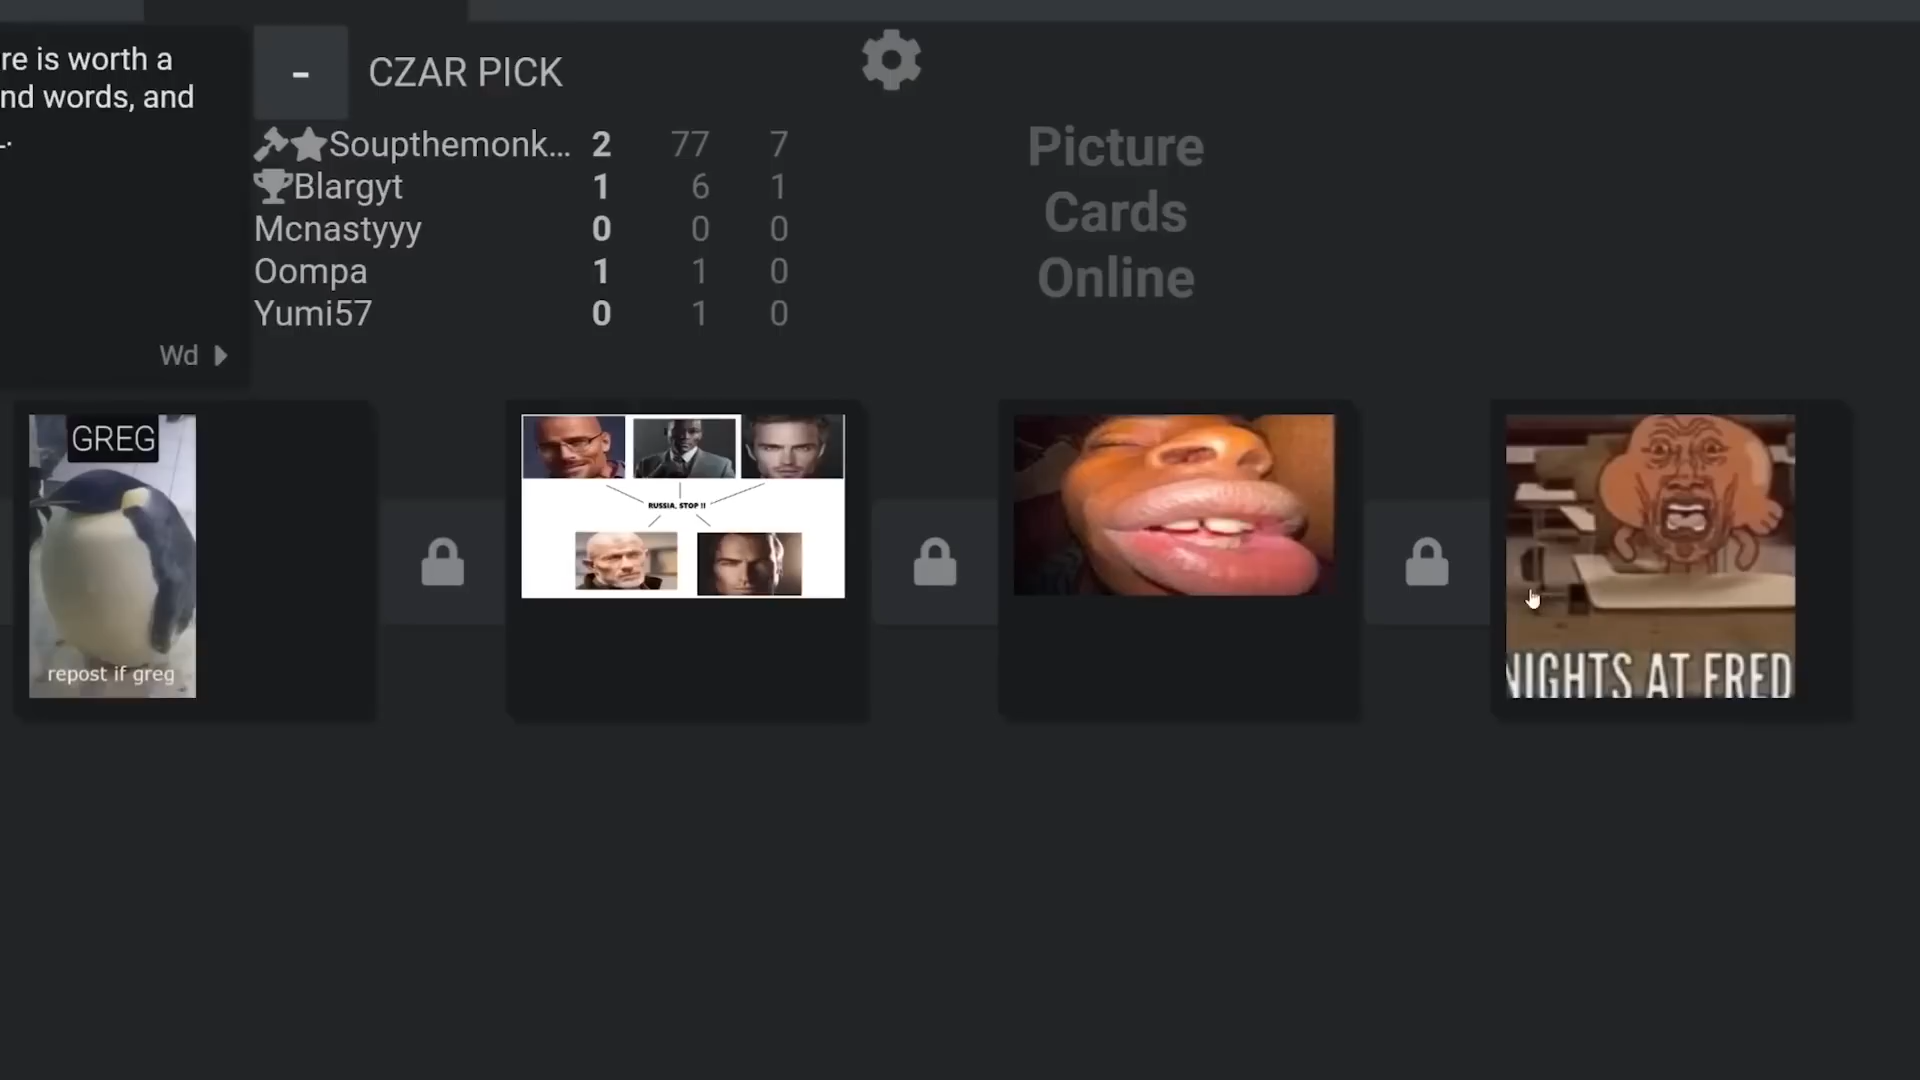 re is worth a
nd words, and
-
CZAR PICK
Soupthemonk... 2 77 7
Blargyt 1 6 1
Mcnastyyy 0 0 0
Oompa 1 1 0
Yumi57 0 1 0
Picture
Cards
Online
Wd
GREG
repost if greg
RUSSIA, STOP !!
NIGHTS AT FRED